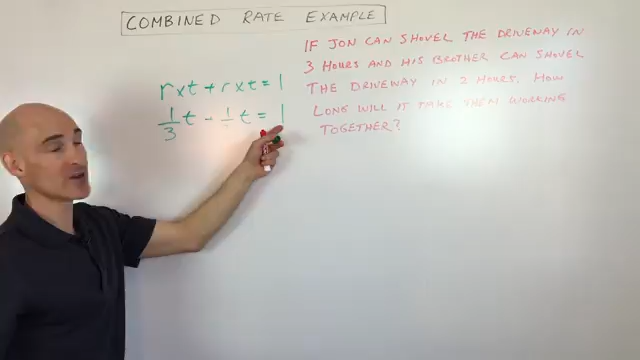 COMBINED RATE EXAMPLE
r x t + r x t = 1
1/3 t - 1/ t = 1
IF JON CAN SHOVEL THE DRIVEWAY IN
3 HOURS AND HIS BROTHER CAN SHOVEL
THE DRIVEWAY IN 2 HOURS. HOW
LONG WILL IT TAKE THEM WORKING
TOGETHER?